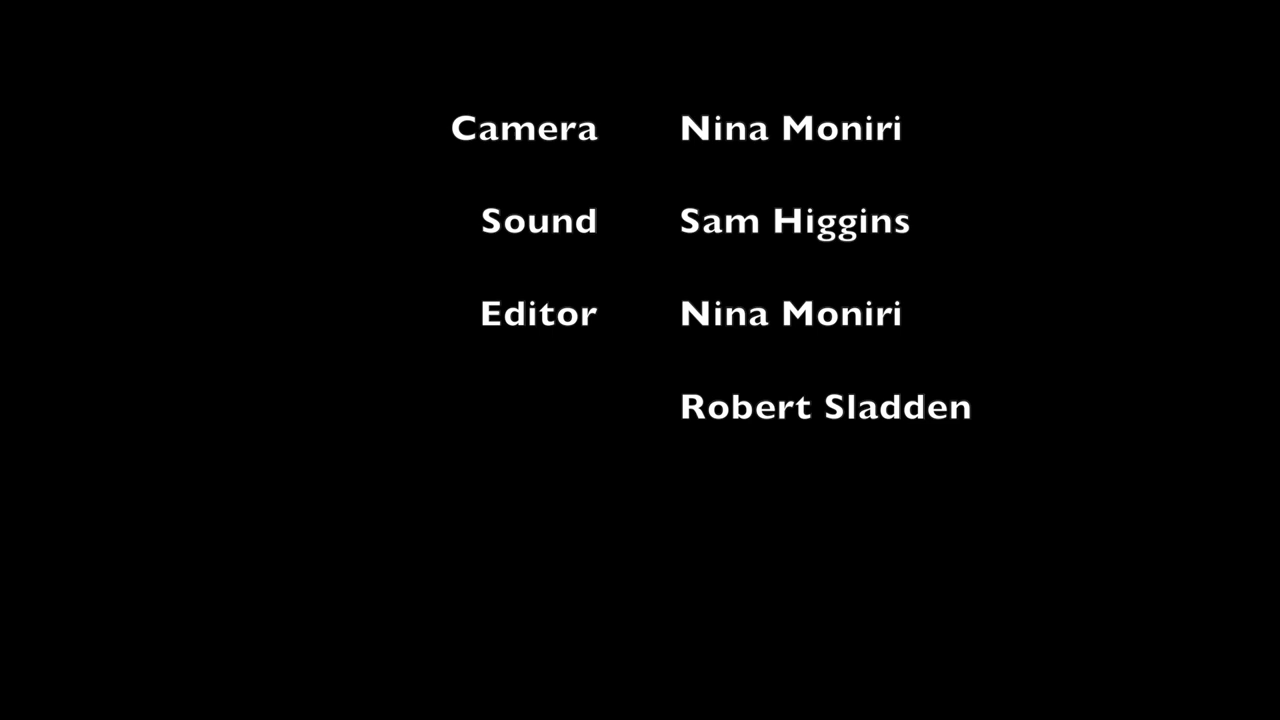 Camera Nina Moniri
Sound Sam Higgins
Editor Nina Moniri
Robert Sladden